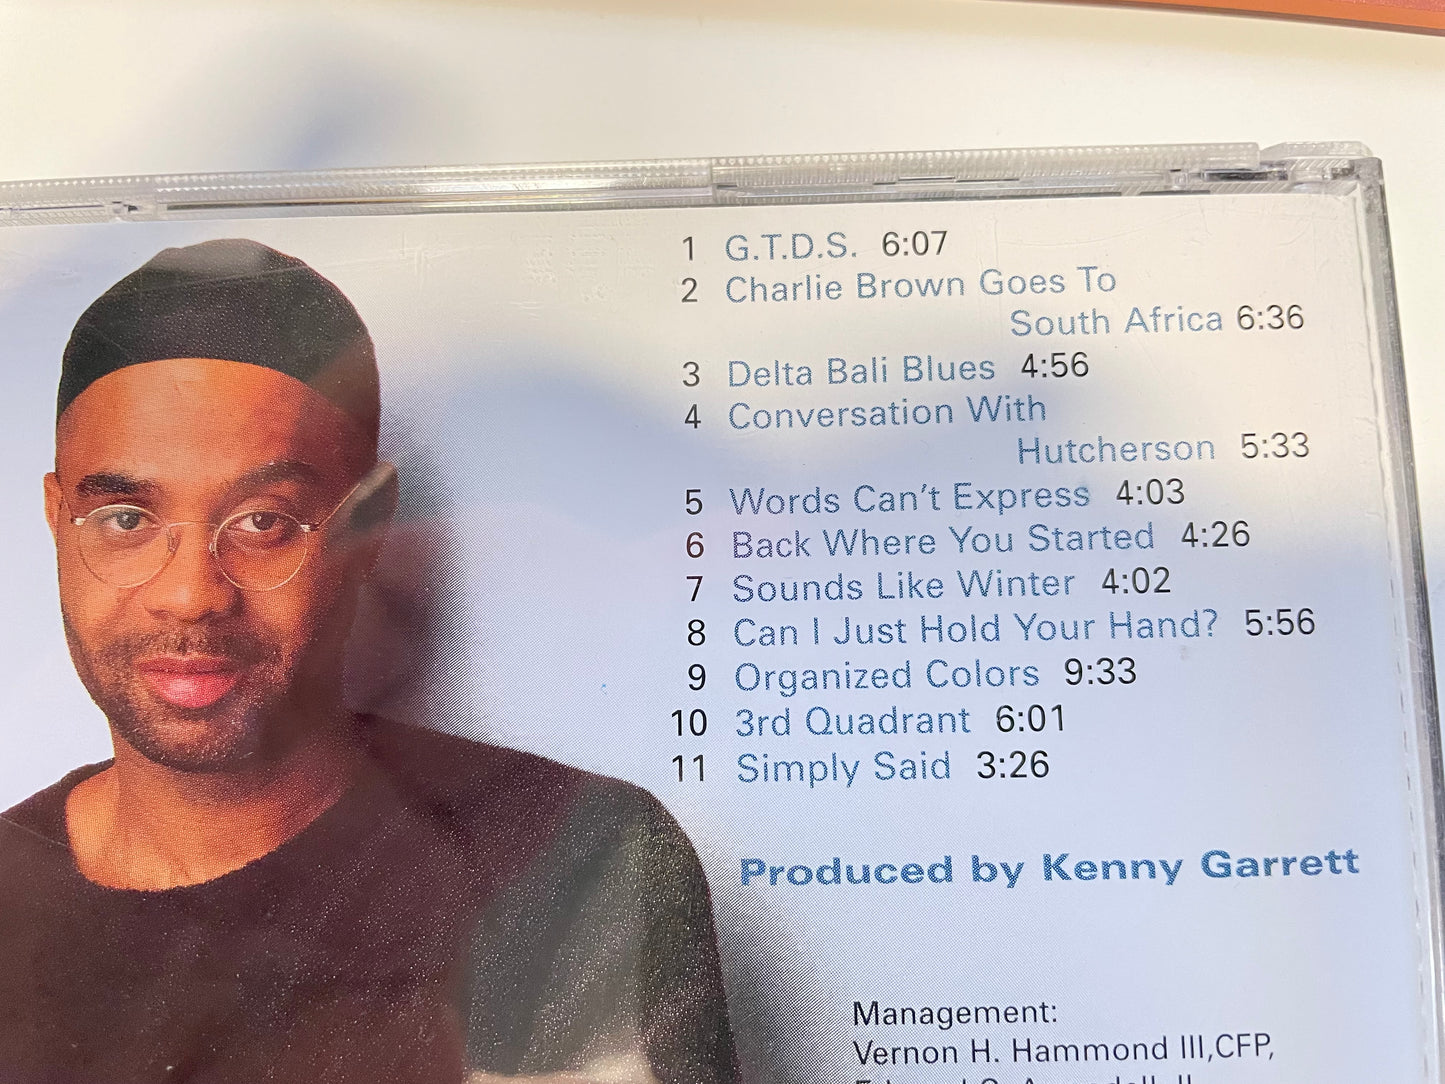 1 G.T.D.S. 6:07
2 Charlie Brown Goes To
South Africa 6:36
3 Delta Bali Blues 4:56
4 Conversation With
Hutcherson 5:33
5 Words Can't Express 4:03
6 Back Where You Started 4:26
7 Sounds Like Winter 4:02
8 Can I Just Hold Your Hand? 5:56
9 Organized Colors 9:33
10 3rd Quadrant 6:01
11 Simply Said 3:26
Produced by Kenny Garrett
Management:
Vernon H. Hammond III,CFP,